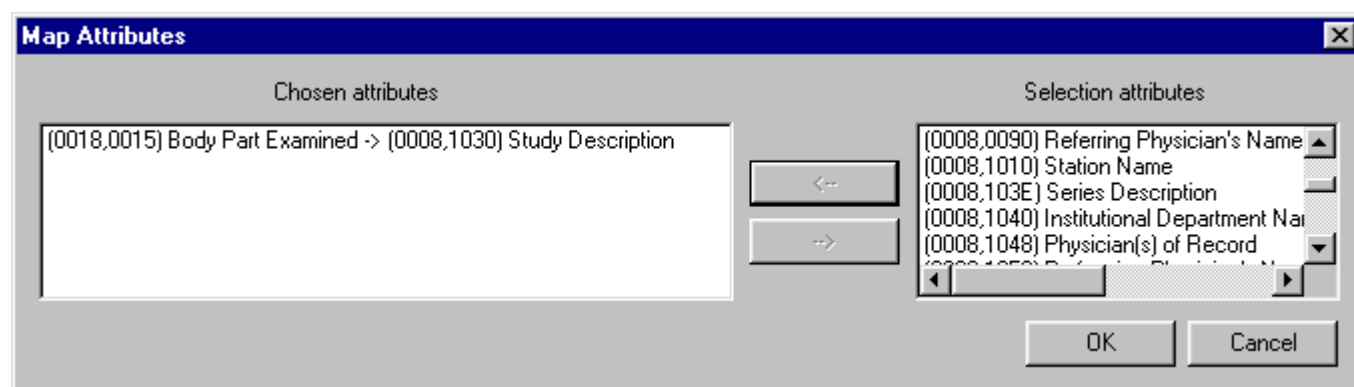 Map Attributes
Chosen attributes
Selection attributes
(0018,0015) Body Part Examined -> (0008,1030) Study Description
<--
-->
(0008,0090) Referring Physician's Name
(0008,1010) Station Name
(0008,103E) Series Description
(0008,1040) Institutional Department Nar
(0008,1048) Physician(s) of Record
OK
Cancel